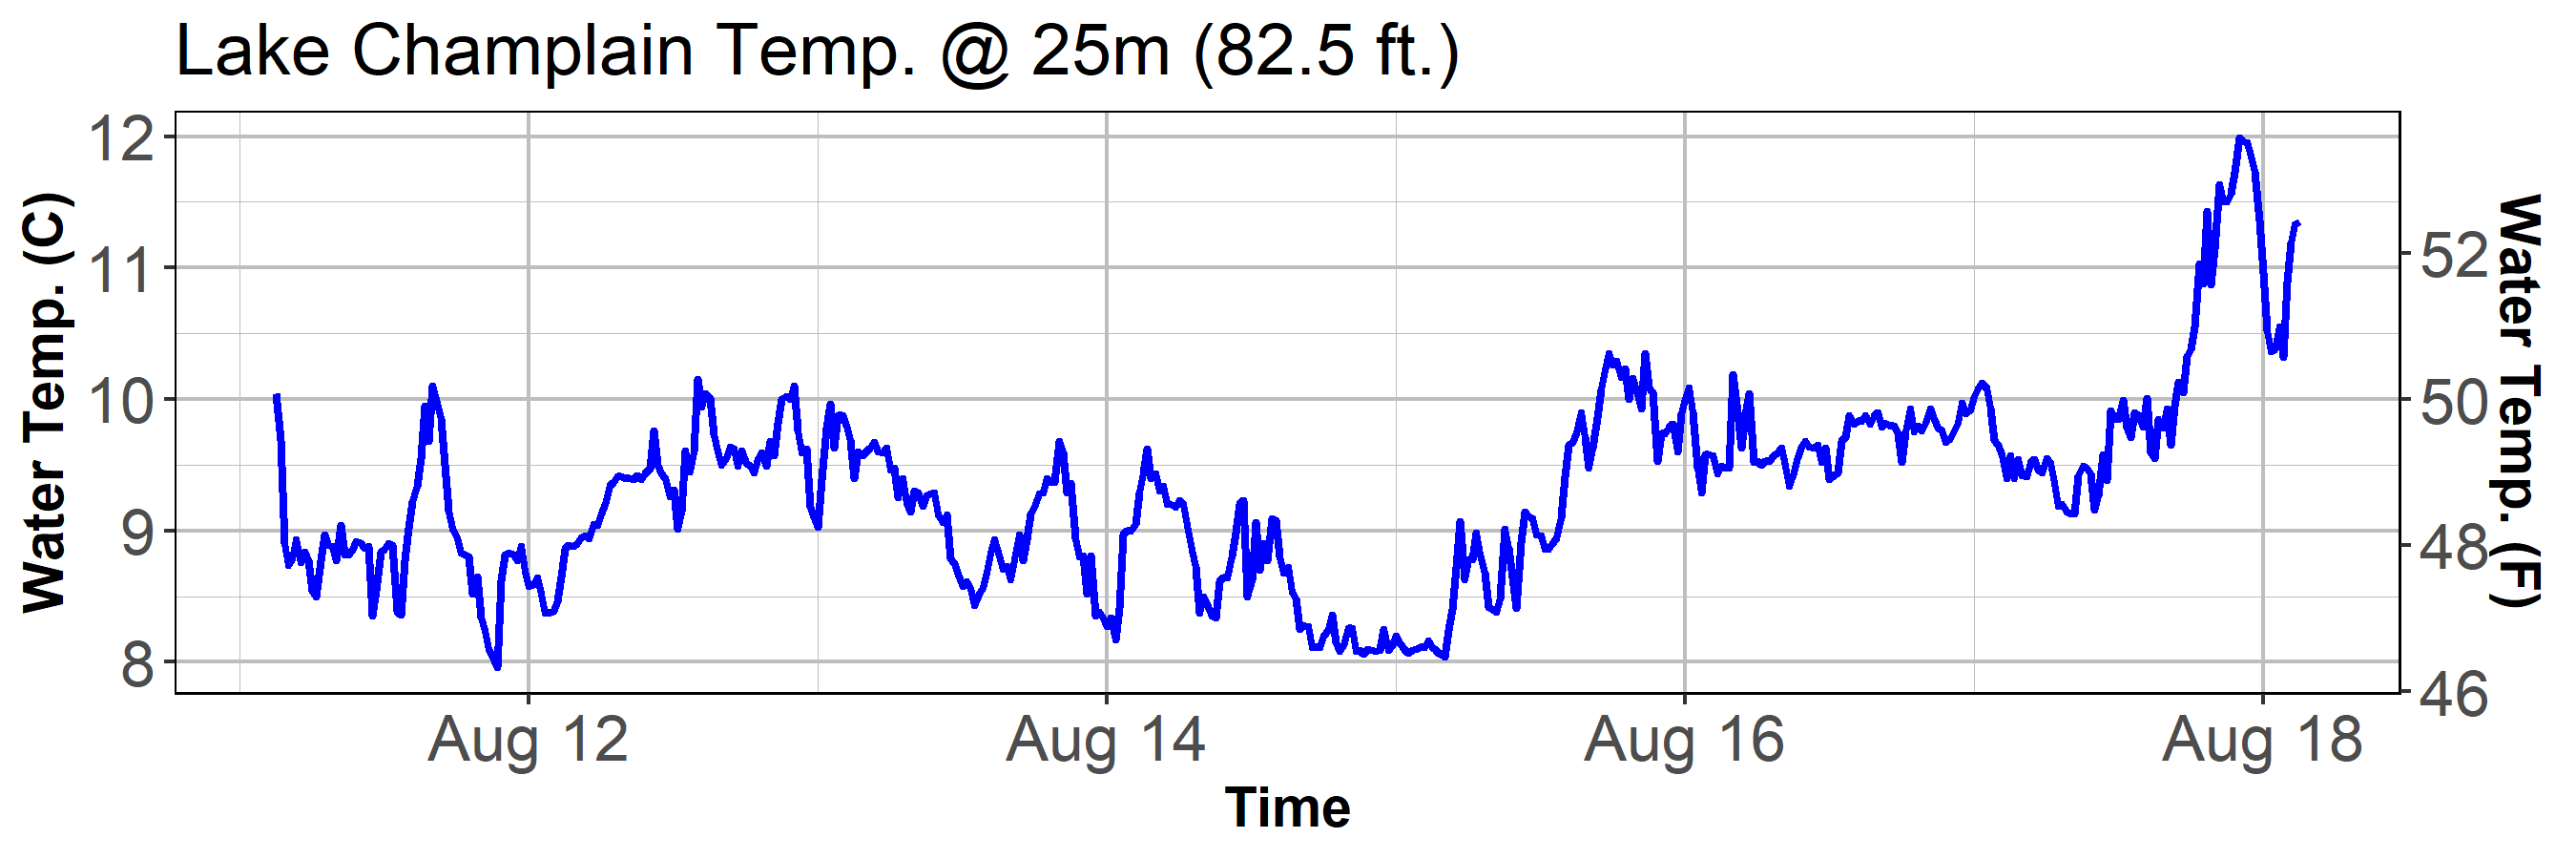 Lake Champlain Temp. @ 25m (82.5 ft.)
Water Temp. (C)
12
11
10
9
8
52
50
48
46
Water Temp. (F)
Aug 12 Aug 14 Aug 16 Aug 18
Time